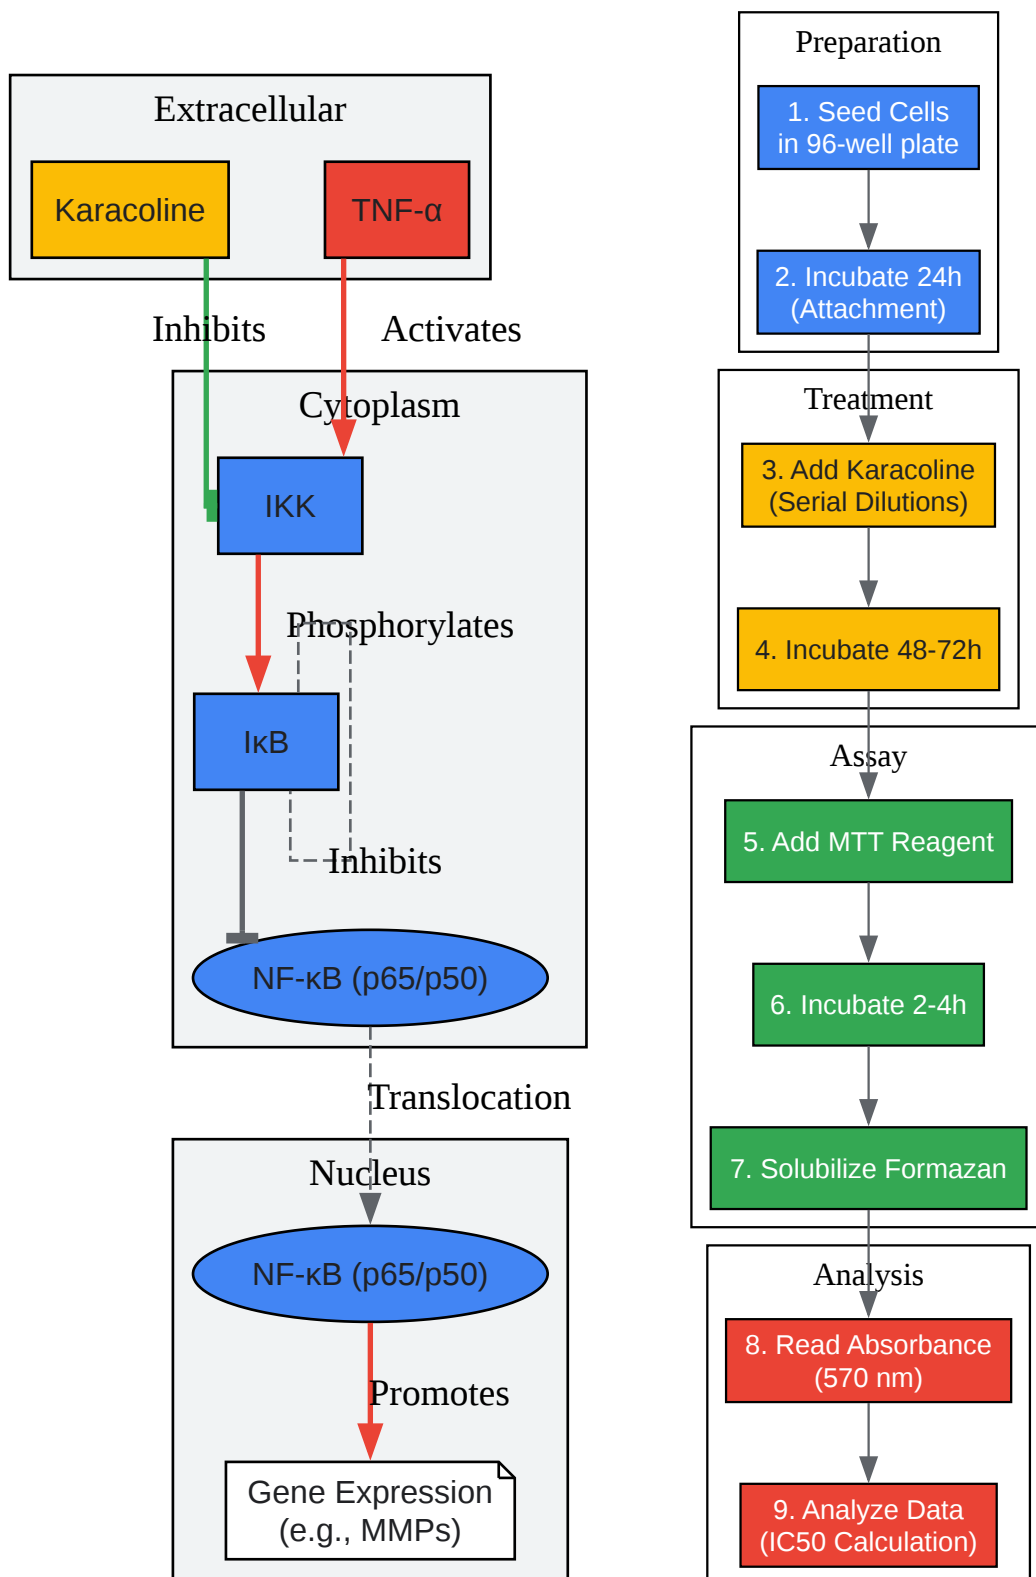 Extracellular
Karacoline
TNF-α
Inhibits
Activates
Cytoplasm
IKK
Phosphorylates
IκB
Inhibits
NF-κB (p65/p50)
Translocation
Nucleus
NF-κB (p65/p50)
Promotes
Gene Expression
(e.g., MMPs)
Preparation
1. Seed Cells
in 96-well plate
2. Incubate 24h
(Attachment)
Treatment
3. Add Karacoline
(Serial Dilutions)
4. Incubate 48-72h
Assay
5. Add MTT Reagent
6. Incubate 2-4h
7. Solubilize Formazan
Analysis
8. Read Absorbance
(570 nm)
9. Analyze Data
(IC50 Calculation)